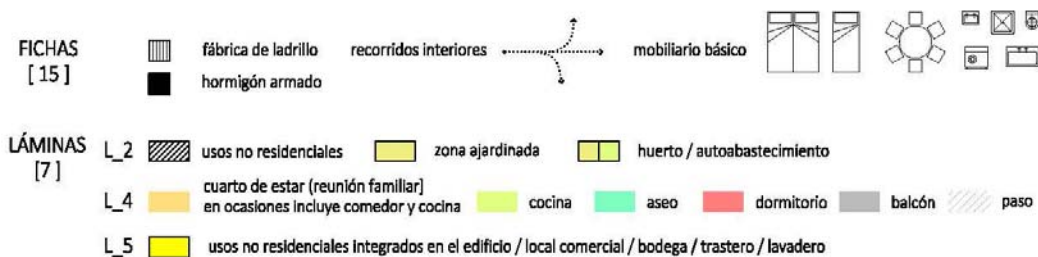 FICHAS
[ 15 ]
fábrica de ladrillo
recorridos interiores
mobiliario básico
hormigón armado
LÁMINAS
[7]
L_2 usos no residenciales zona ajardinada huerto / autoabastecimiento
L_4 cuarto de estar (reunión familiar]
en ocasiones incluye comedor y cocina cocina aseo dormitorio balcón paso
L_5 usos no residenciales integrados en el edificio / local comercial / bodega / trastero / lavadero